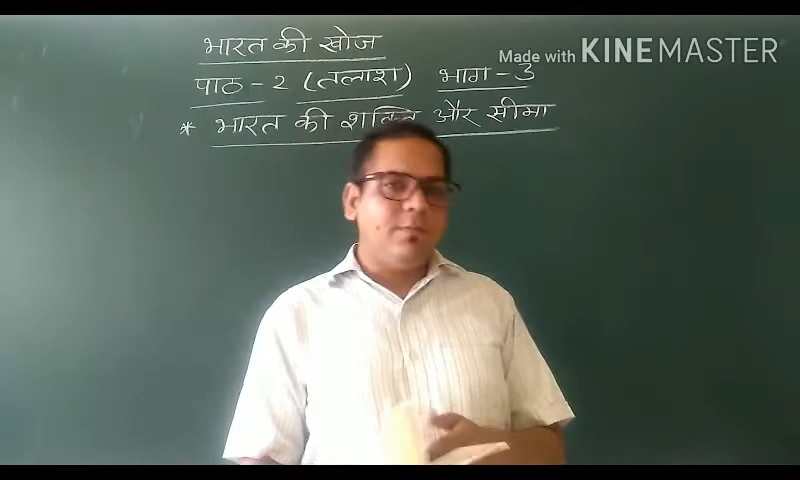 भारत की खोज
Made with KINEMASTER
पाठ - 2 (तलाश) भाग - 3
* भारत की शक्ति और सीमा